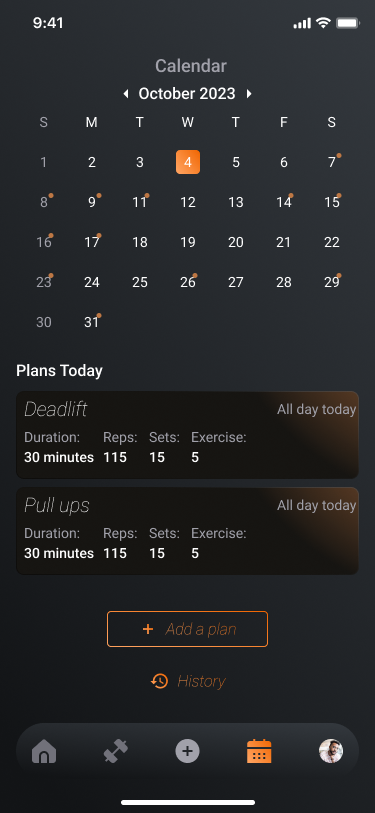 9:41
Calendar
October 2023
S M T W T F S
1 2 3 4 5 6 7
8 9 11 12 13 14 15
16 17 18 19 20 21 22
23 24 25 26 27 28 29
30 31
Plans Today
Deadlift All day today
Duration: Reps: Sets: Exercise:
30 minutes 115 15 5
Pull ups All day today
Duration: Reps: Sets: Exercise:
30 minutes 115 15 5
+ Add a plan
History